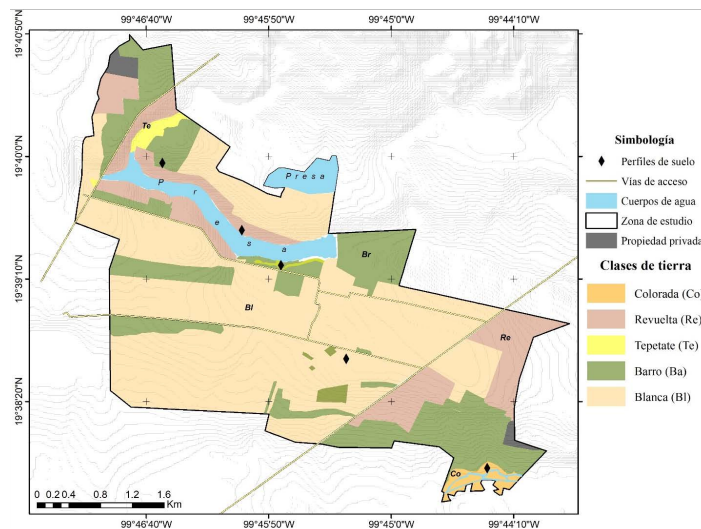 99°46'40"W 99°45'55"W 99°45'0"W 99°44'10"W
19°40'50"N
19°40'0"N
19°39'10"N
19°38'20"N
Te
P r e s a
P r e s a
Br
Bl
Re
Co
0 0.2 0.4 0.8 1.2 1.6
Km
99°46'40"W 99°45'55"W 99°45'0"W 99°44'10"W
Simbología
Perfiles de suelo
Vías de acceso
Cuerpos de agua
Zona de estudio
Propiedad privada
Clases de tierra
Colorada (Co)
Revuelta (Re)
Tepetate (Te)
Barro (Ba)
Blanca (Bl)